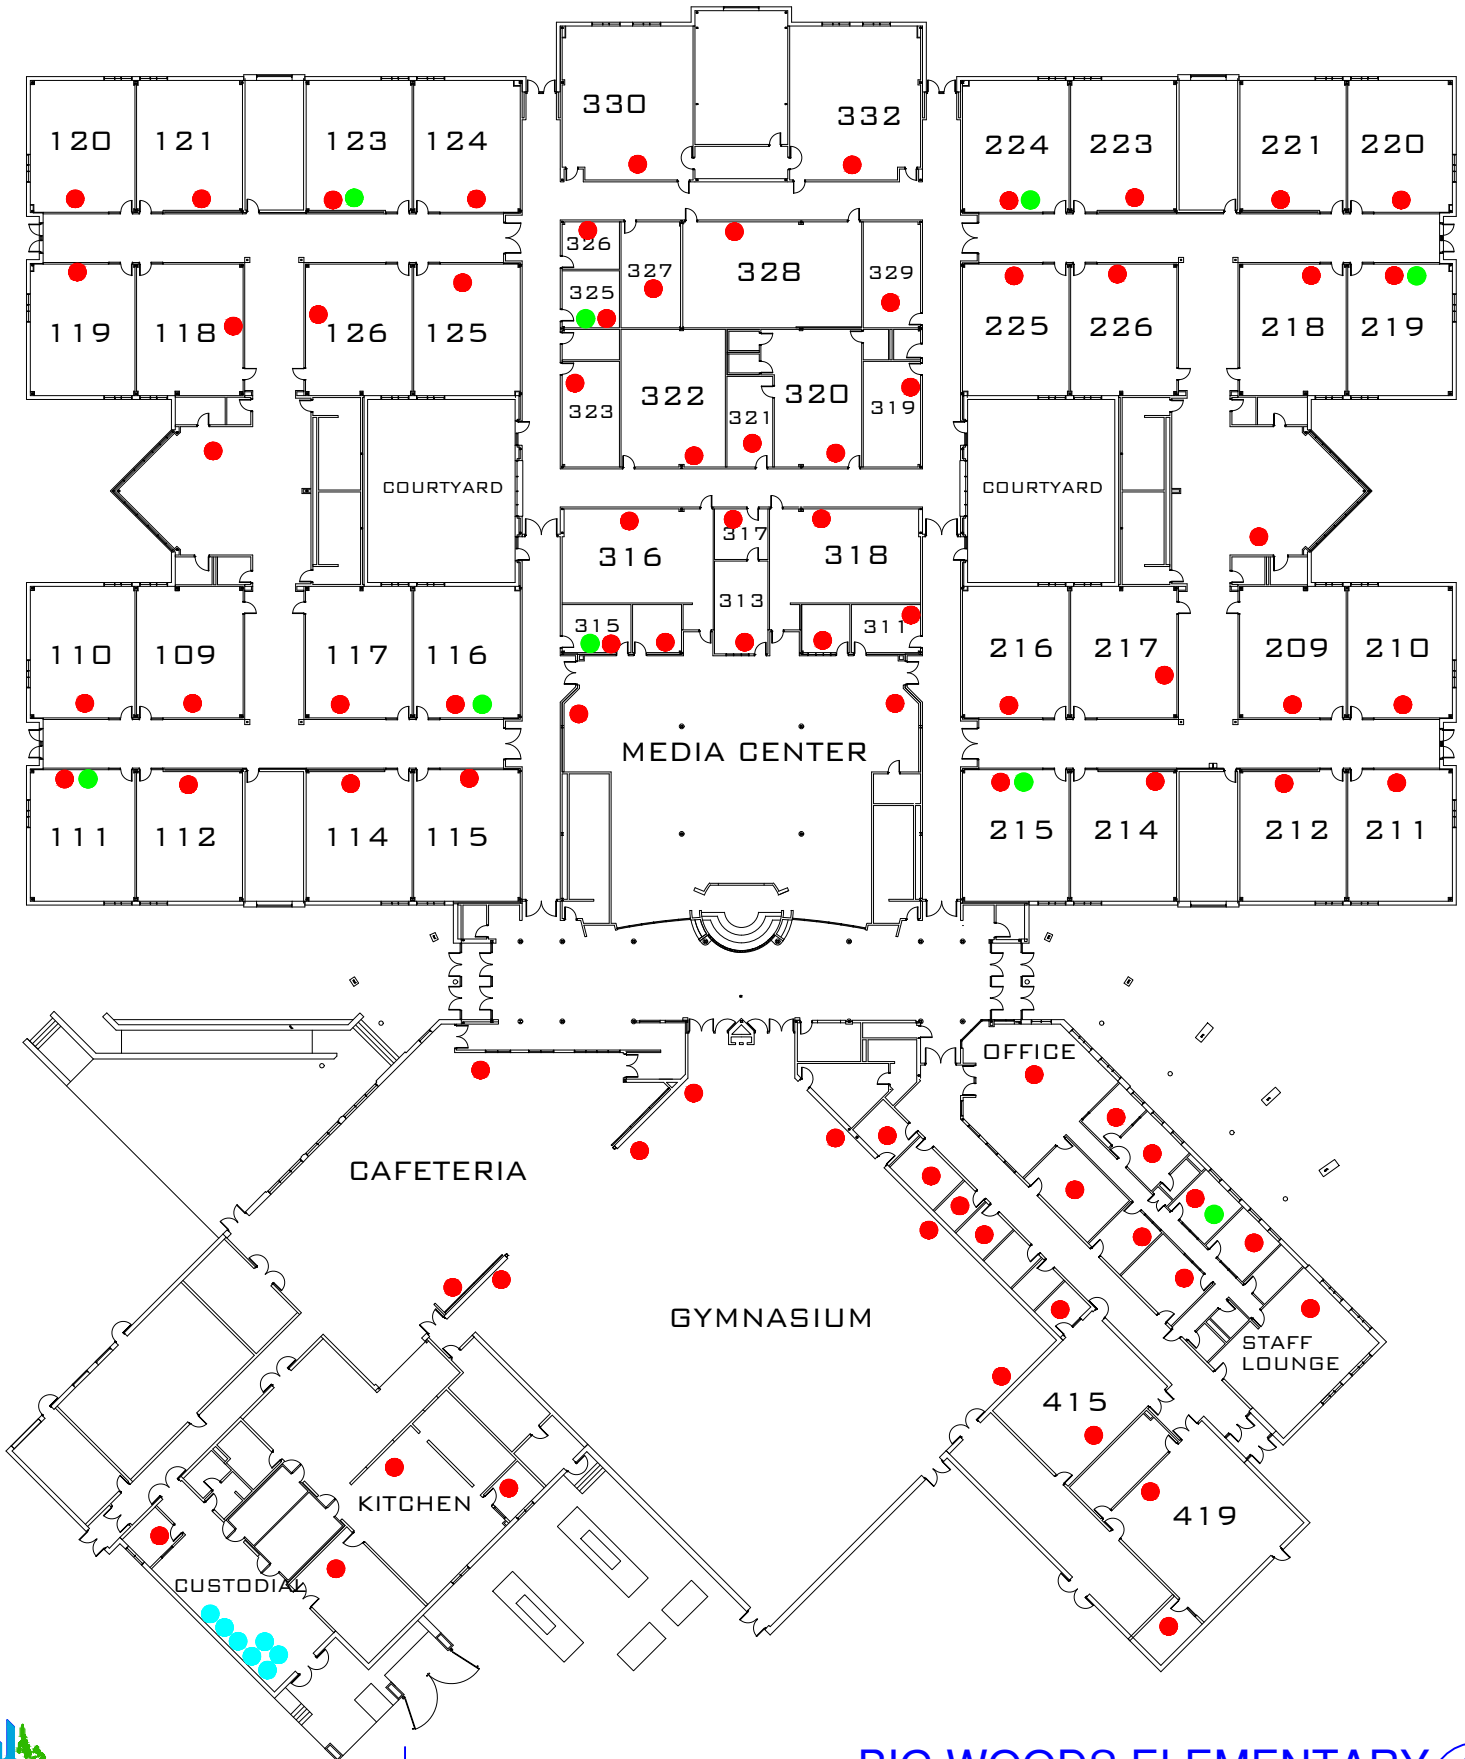 330
332
120 121 123 124
224 223 221 220
326
327 328 329
325
119 118 126 125
225 226 218 219
322 320
323 321 319
COURTYARD COURTYARD
317
316 318
313
315 311
110 109 117 116
216 217 209 210
MEDIA CENTER
111 112 114 115
215 214 212 211
OFFICE
CAFETERIA
GYMNASIUM
STAFF
LOUNGE
415
KITCHEN
419
CUSTODIAL
BIG WOODS ELEMENTARY